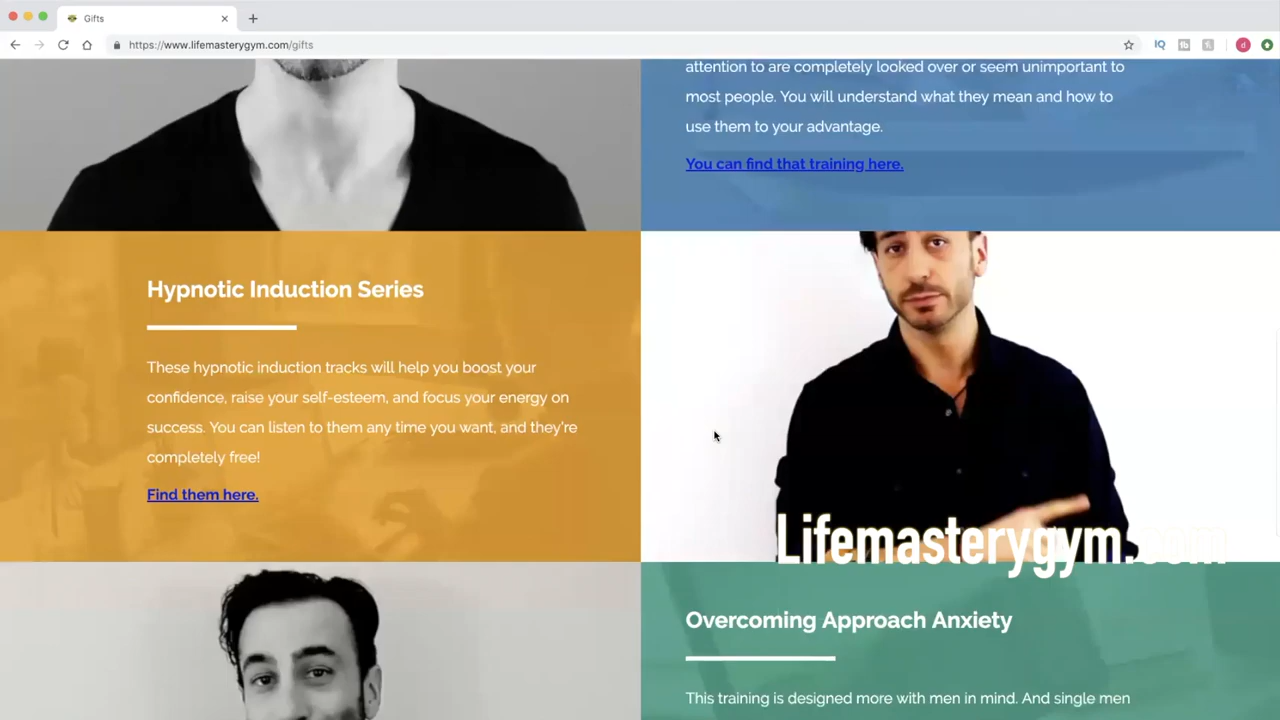 Gifts
https://www.lifemasterygym.com/gifts
IQ
d
attention to are completely looked over or seem unimportant to
most people. You will understand what they mean and how to
use them to your advantage.
You can find that training here.
Hypnotic Induction Series
These hypnotic induction tracks will help you boost your
confidence, raise your self-esteem, and focus your energy on
success. You can listen to them any time you want, and they're
completely free!
Find them here.
Lifemasterygym.com
Overcoming Approach Anxiety
This training is designed more with men in mind. And single men